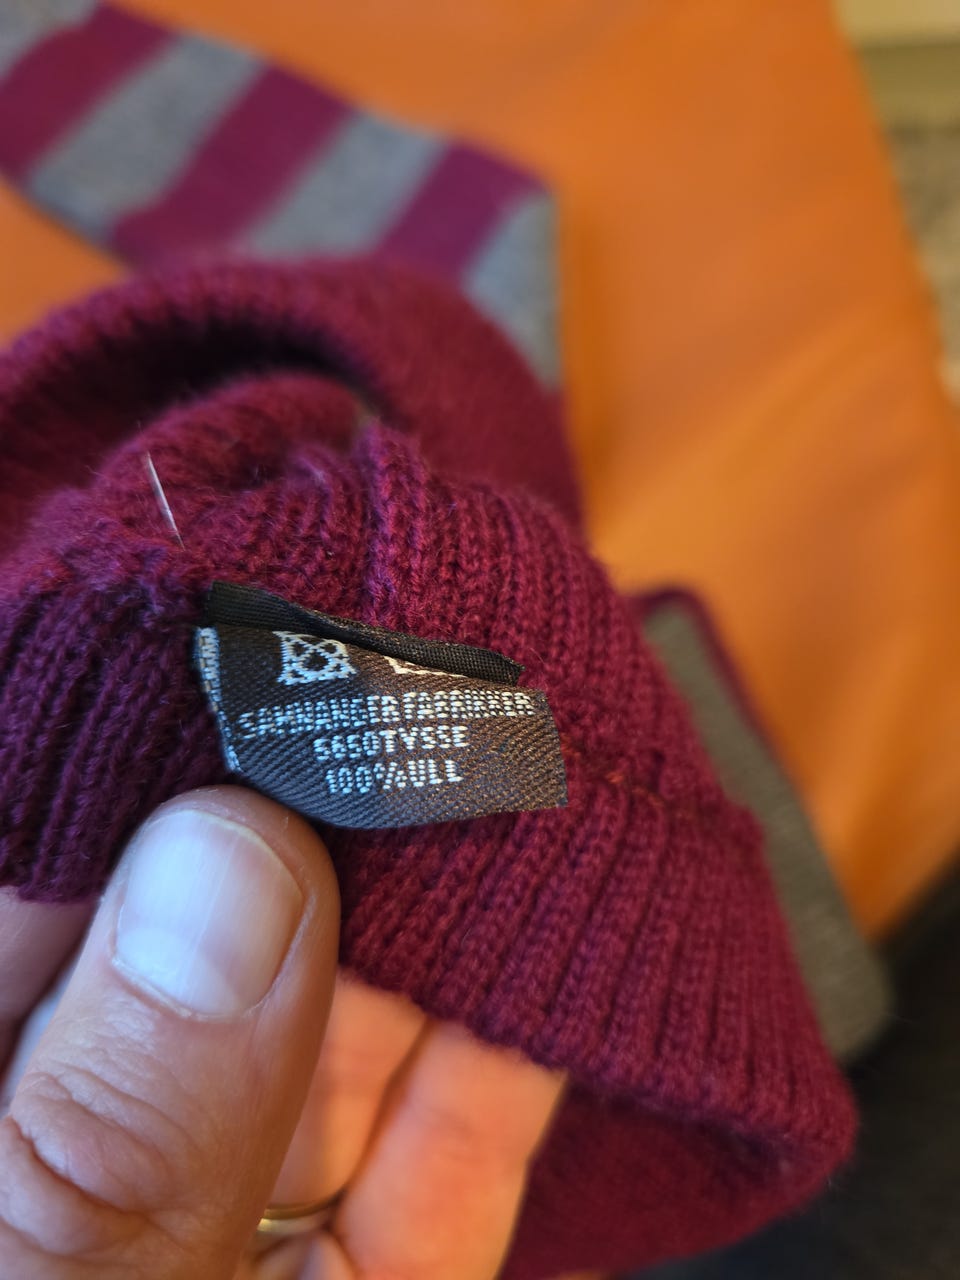 SAMNANGER FABRIKKER
5650 TYSSE
100% ULL